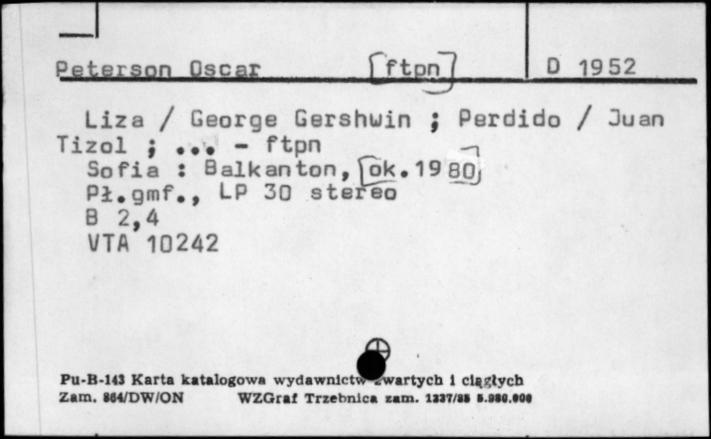 Peterson Oscar [ftpn] D 1952
Liza / George Gershwin ; Perdido / Juan
Tizol ; ... - ftpn
Sofia : Balkanton, [ok.1980]
Pł.gmf., LP 30 stereo
B 2,4
VTA 10242
Pu-B-143 Karta katalogowa wydawnictw zwartych i ciągłych
Zam. 864/DW/ON WZGraf Trzebnica zam. 1337/85 5.980.000